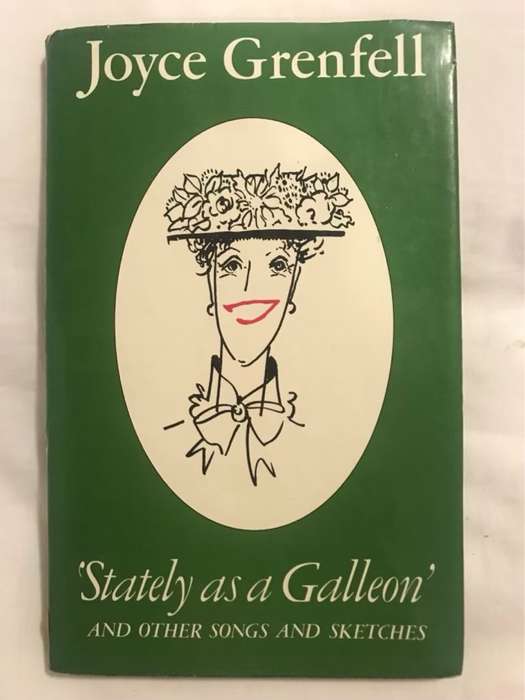 Joyce Grenfell
‘Stately as a Galleon’
AND OTHER SONGS AND SKETCHES